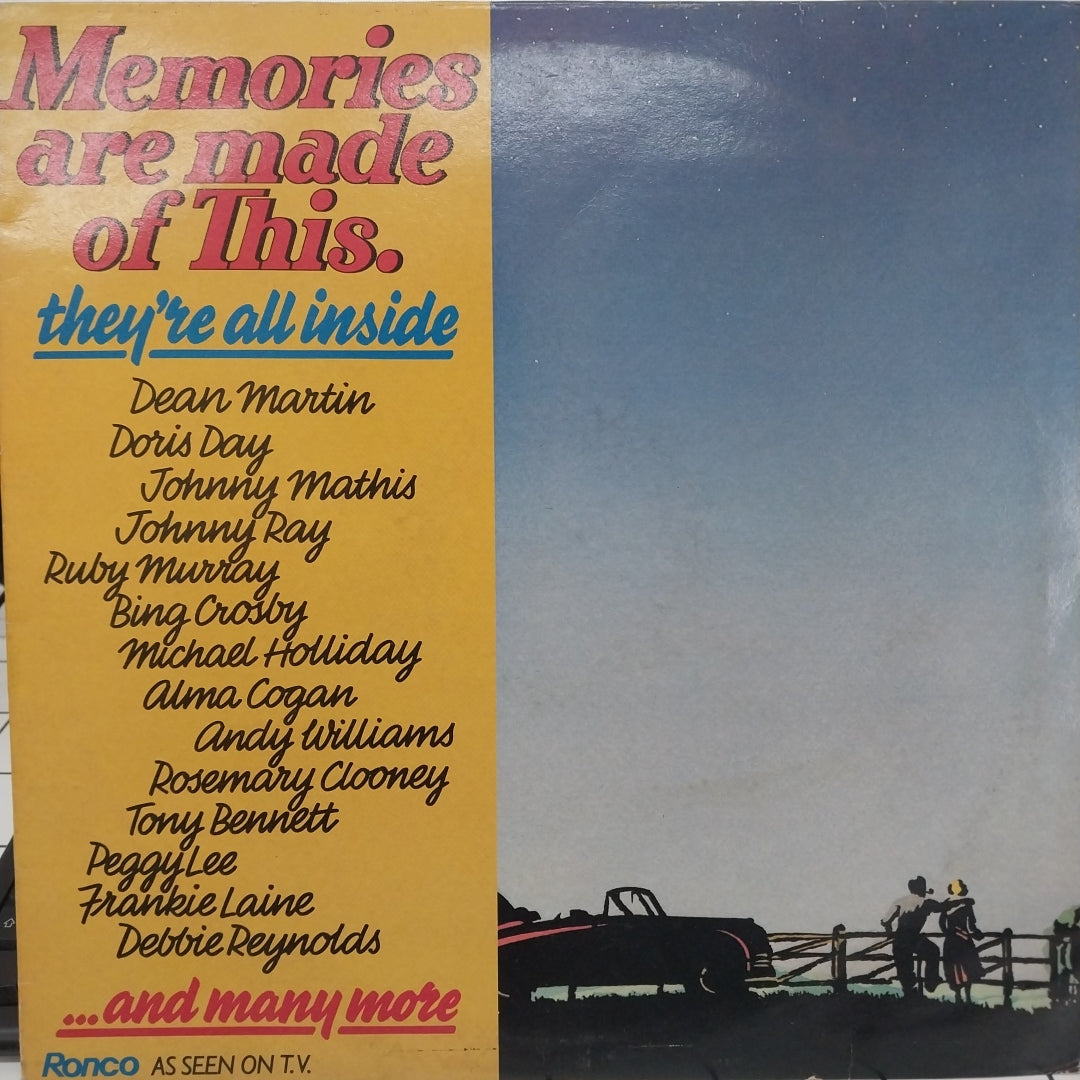 Memories
are made
of This.
they're all inside
Dean Martin
Doris Day
Johnny Mathis
Johnny Ray
Ruby Murray
Bing Crosby
Michael Holliday
Alma Cogan
Andy Williams
Rosemary Clooney
Tony Bennett
Peggy Lee
Frankie Laine
Debbie Reynolds
...and many more
Ronco AS SEEN ON T.V.